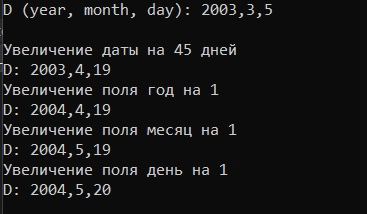 D (year, month, day): 2003,3,5
Увеличение даты на 45 дней
D: 2003,4,19
Увеличение поля год на 1
D: 2004,4,19
Увеличение поля месяц на 1
D: 2004,5,19
Увеличение поля день на 1
D: 2004,5,20